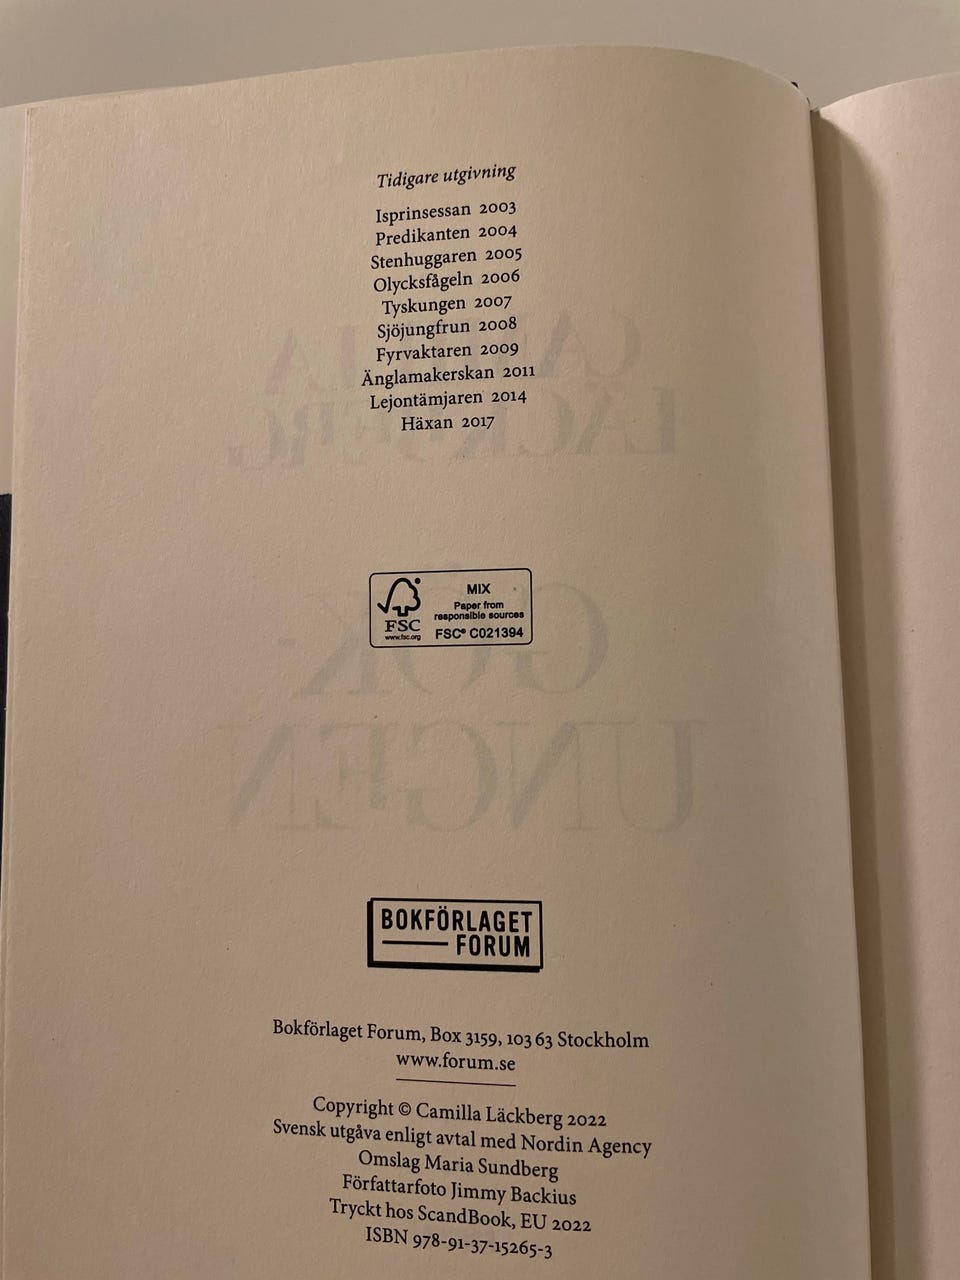 Tidigare utgivning
Isprinsessan 2003
Predikanten 2004
Stenhuggaren 2005
Olycksfågeln 2006
Tyskungen 2007
Sjöjungfrun 2008
Fyrvaktaren 2009
Änglamakerskan 2011
Lejontämjaren 2014
Häxan 2017
MIX
Paper from
responsible sources
FSC® C021394
FSC
www.fsc.org
BOKFÖRLAGET
FORUM
Bokförlaget Forum, Box 3159, 103 63 Stockholm
www.forum.se
Copyright © Camilla Läckberg 2022
Svensk utgåva enligt avtal med Nordin Agency
Omslag Maria Sundberg
Författarfoto Jimmy Backius
Tryckt hos ScandBook, EU 2022
ISBN 978-91-37-15265-3